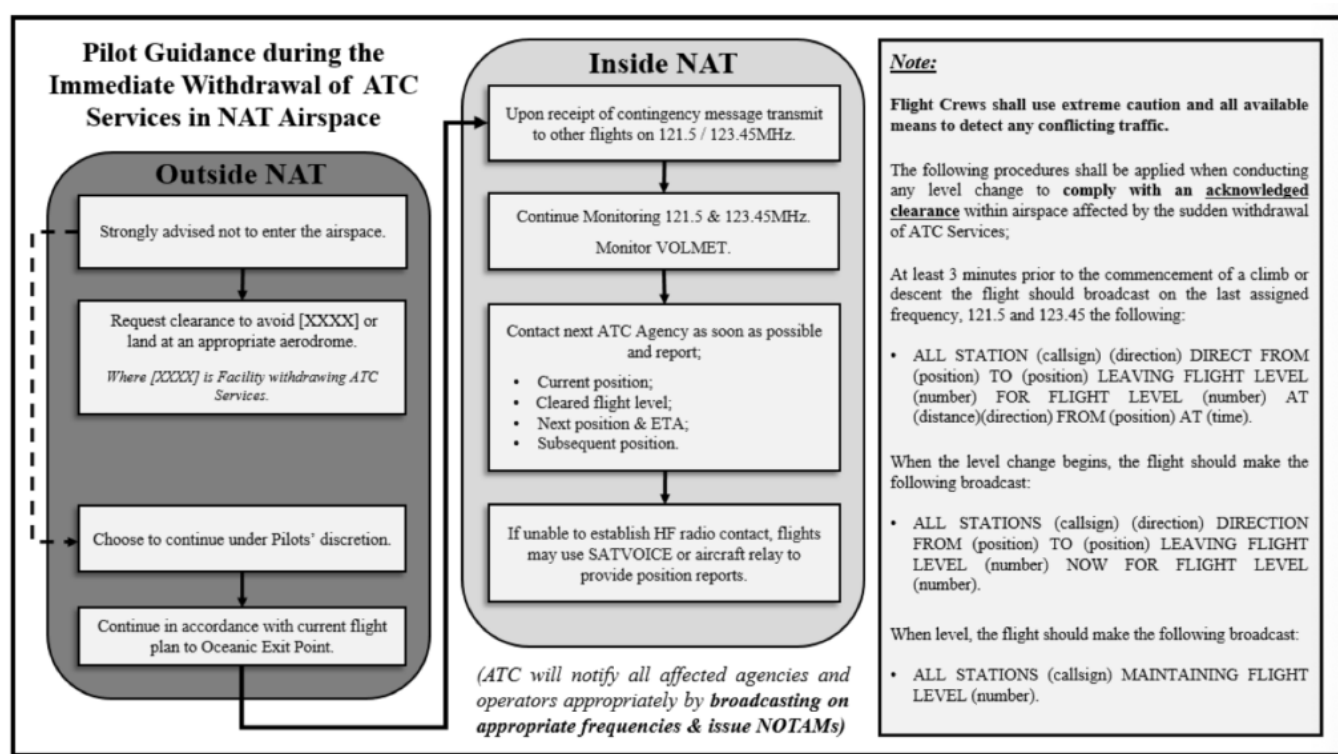 Pilot Guidance during the
Immediate Withdrawal of ATC
Services in NAT Airspace
Outside NAT
Strongly advised not to enter the airspace.
Request clearance to avoid [XXXX] or
land at an appropriate aerodrome.
Where [XXXX] is Facility withdrawing ATC
Services.
Choose to continue under Pilots’ discretion.
Continue in accordance with current flight
plan to Oceanic Exit Point.
Inside NAT
Upon receipt of contingency message transmit
to other flights on 121.5 / 123.45MHz.
Continue Monitoring 121.5 & 123.45MHz.
Monitor VOLMET.
Contact next ATC Agency as soon as possible
and report;
• Current position;
• Cleared flight level;
• Next position & ETA;
• Subsequent position.
If unable to establish HF radio contact, flights
may use SATVOICE or aircraft relay to
provide position reports.
(ATC will notify all affected agencies and
operators appropriately by broadcasting on
appropriate frequencies & issue NOTAMs)
Note:
Flight Crews shall use extreme caution and all available
means to detect any conflicting traffic.
The following procedures shall be applied when conducting
any level change to comply with an acknowledged
clearance within airspace affected by the sudden withdrawal
of ATC Services;
At least 3 minutes prior to the commencement of a climb or
descent the flight should broadcast on the last assigned
frequency, 121.5 and 123.45 the following:
• ALL STATION (callsign) (direction) DIRECT FROM
(position) TO (position) LEAVING FLIGHT LEVEL
(number) FOR FLIGHT LEVEL (number) AT
(distance)(direction) FROM (position) AT (time).
When the level change begins, the flight should make the
following broadcast:
• ALL STATIONS (callsign) (direction) DIRECTION
FROM (position) TO (position) LEAVING FLIGHT
LEVEL (number) NOW FOR FLIGHT LEVEL
(number).
When level, the flight should make the following broadcast:
• ALL STATIONS (callsign) MAINTAINING FLIGHT
LEVEL (number).